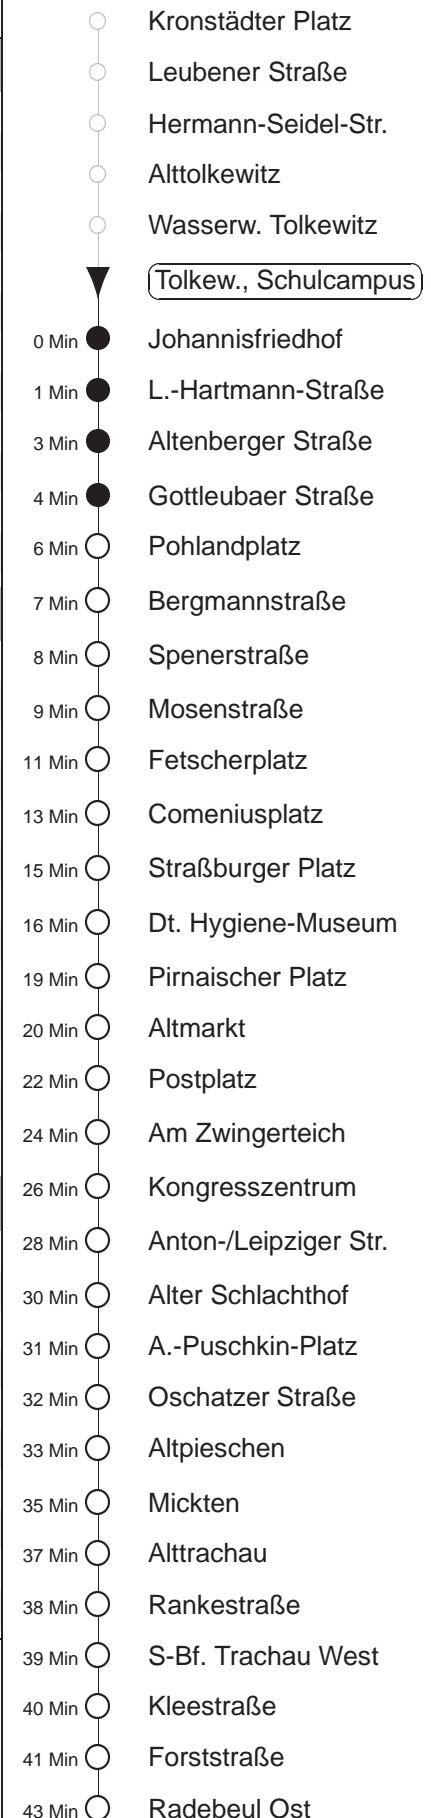 Kronstädter Platz
Leubener Straße
Hermann-Seidel-Str.
Alttolkewitz
Wasserw. Tolkewitz
Tolkew., Schulcampus
0 Min Johannisfriedhof
1 Min L.-Hartmann-Straße
3 Min Altenberger Straße
4 Min Gottleubaer Straße
6 Min Pohlandplatz
7 Min Bergmannstraße
8 Min Spenerstraße
9 Min Mosenstraße
11 Min Fetscherplatz
13 Min Comeniusplatz
15 Min Straßburger Platz
16 Min Dt. Hygiene-Museum
19 Min Pirnaischer Platz
20 Min Altmarkt
22 Min Postplatz
24 Min Am Zwingerteich
26 Min Kongresszentrum
28 Min Anton-/Leipziger Str.
30 Min Alter Schlachthof
31 Min A.-Puschkin-Platz
32 Min Oschatzer Straße
33 Min Altpieschen
35 Min Mickten
37 Min Alttrachau
38 Min Rankestraße
39 Min S-Bf. Trachau West
40 Min Kleestraße
41 Min Forststraße
43 Min Radebeul Ost